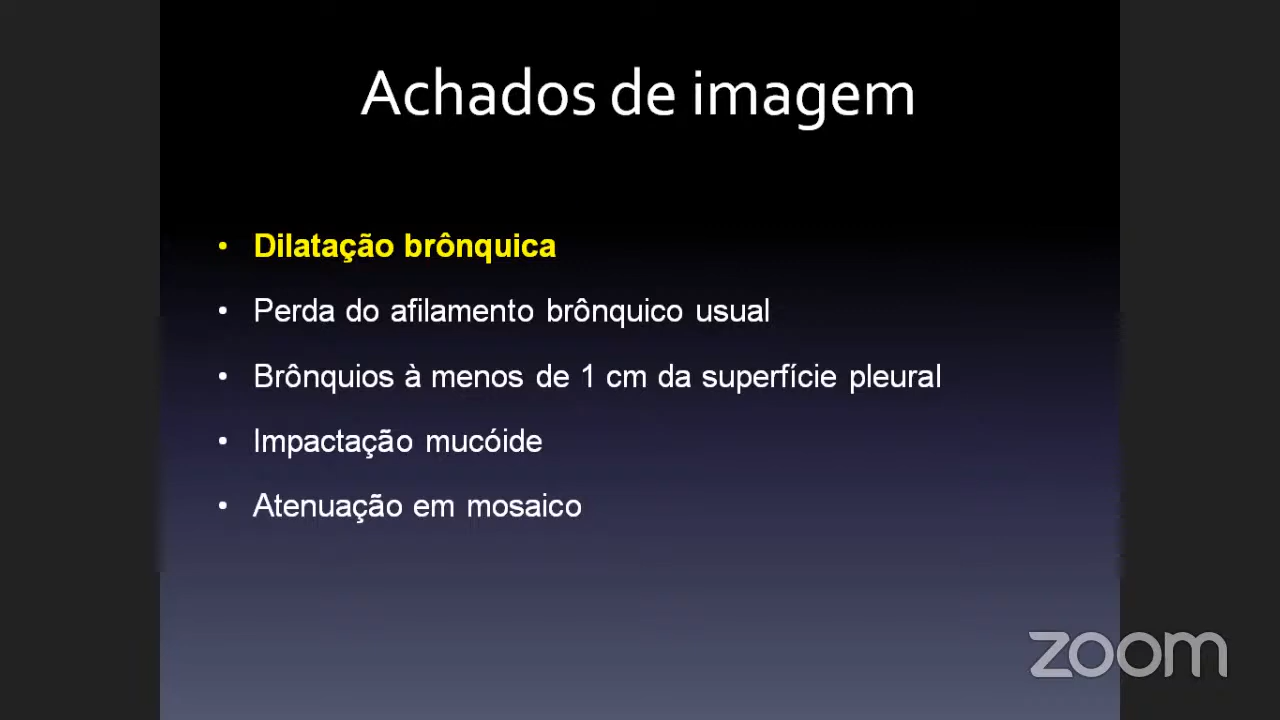 Achados de imagem
• Dilatação brônquica
• Perda do afilamento brônquico usual
• Brônquios à menos de 1 cm da superfície pleural
• Impactação mucóide
• Atenuação em mosaico
zoom